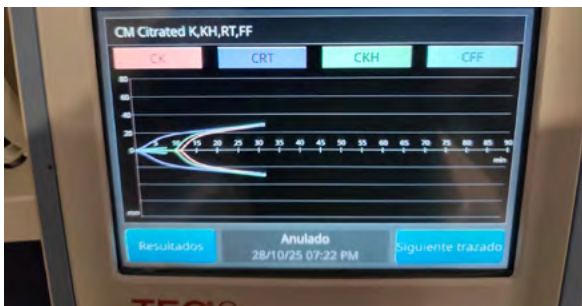 CM Citrated K,KH,RT,FF
CK CRT CKH CFF
80
60
40
20
0 5 10 15 20 25 30 35 40 45 50 55 60 65 70 75 80 85 90
min
mm
Resultados
Anulado
28/10/25 07:22 PM
Siguiente trazado